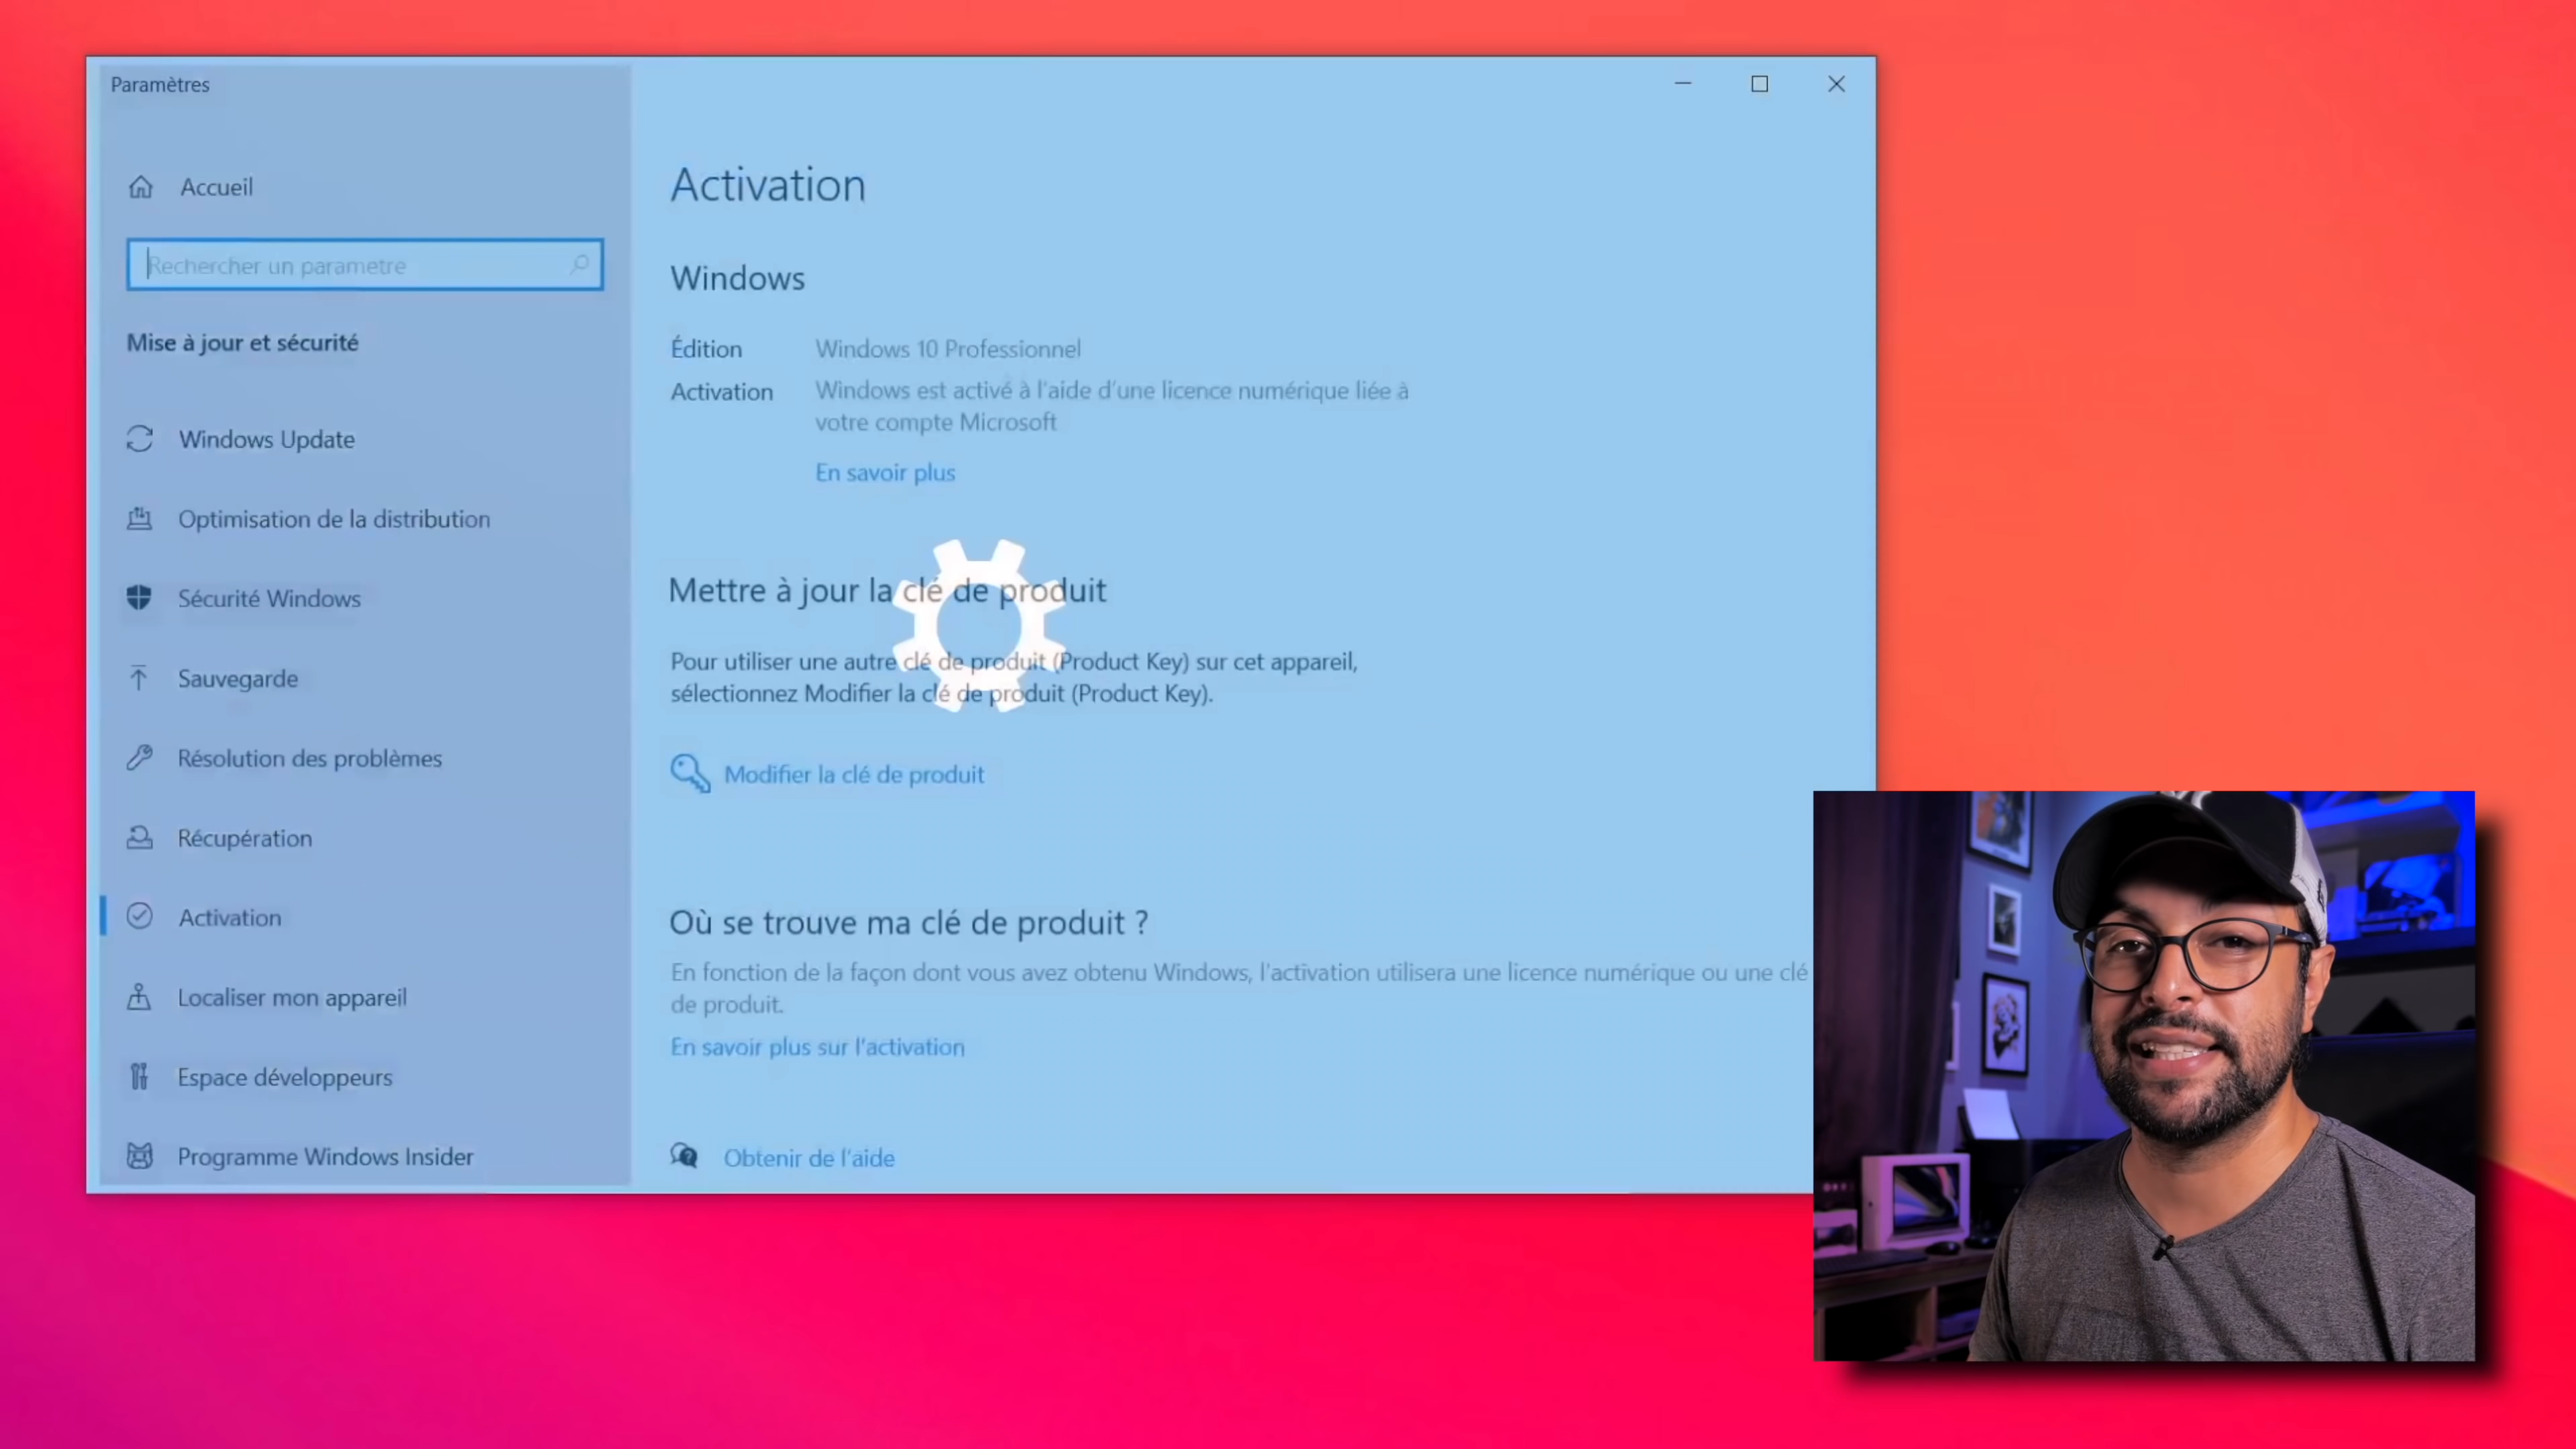 Paramètres
Accueil
Rechercher un parametre
Mise à jour et sécurité
Windows Update
Optimisation de la distribution
Sécurité Windows
Sauvegarde
Résolution des problèmes
Récupération
Activation
Localiser mon appareil
Espace développeurs
Programme Windows Insider
Activation
Windows
Édition Windows 10 Professionnel
Activation Windows est activé à l'aide d'une licence numérique liée à
votre compte Microsoft
En savoir plus
Mettre à jour la clé de produit
Pour utiliser une autre clé de produit (Product Key) sur cet appareil,
sélectionnez Modifier la clé de produit (Product Key).
Modifier la clé de produit
Où se trouve ma clé de produit ?
En fonction de la façon dont vous avez obtenu Windows, l'activation utilisera une licence numérique ou une clé
de produit.
En savoir plus sur l'activation
Obtenir de l'aide